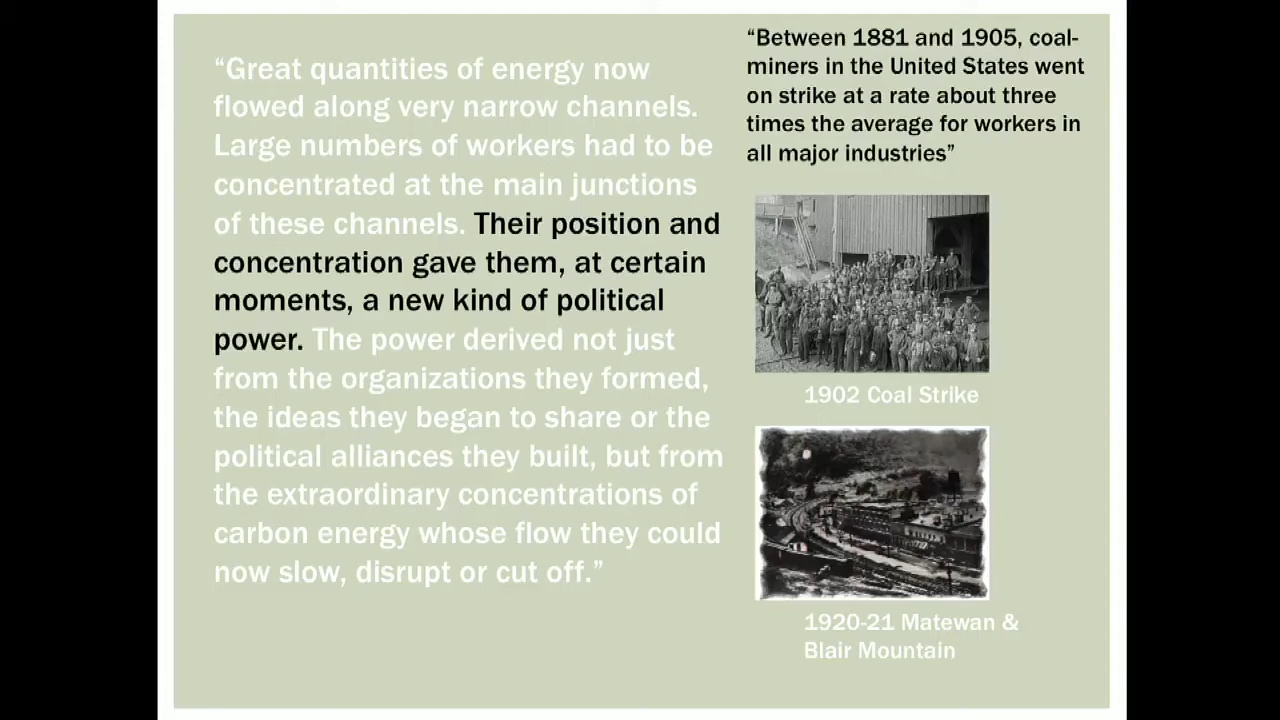 “Great quantities of energy now
flowed along very narrow channels.
Large numbers of workers had to be
concentrated at the main junctions
of these channels. Their position and
concentration gave them, at certain
moments, a new kind of political
power. The power derived not just
from the organizations they formed,
the ideas they began to share or the
political alliances they built, but from
the extraordinary concentrations of
carbon energy whose flow they could
now slow, disrupt or cut off.”
“Between 1881 and 1905, coal-
miners in the United States went
on strike at a rate about three
times the average for workers in
all major industries”
1902 Coal Strike
1920-21 Matewan &
Blair Mountain